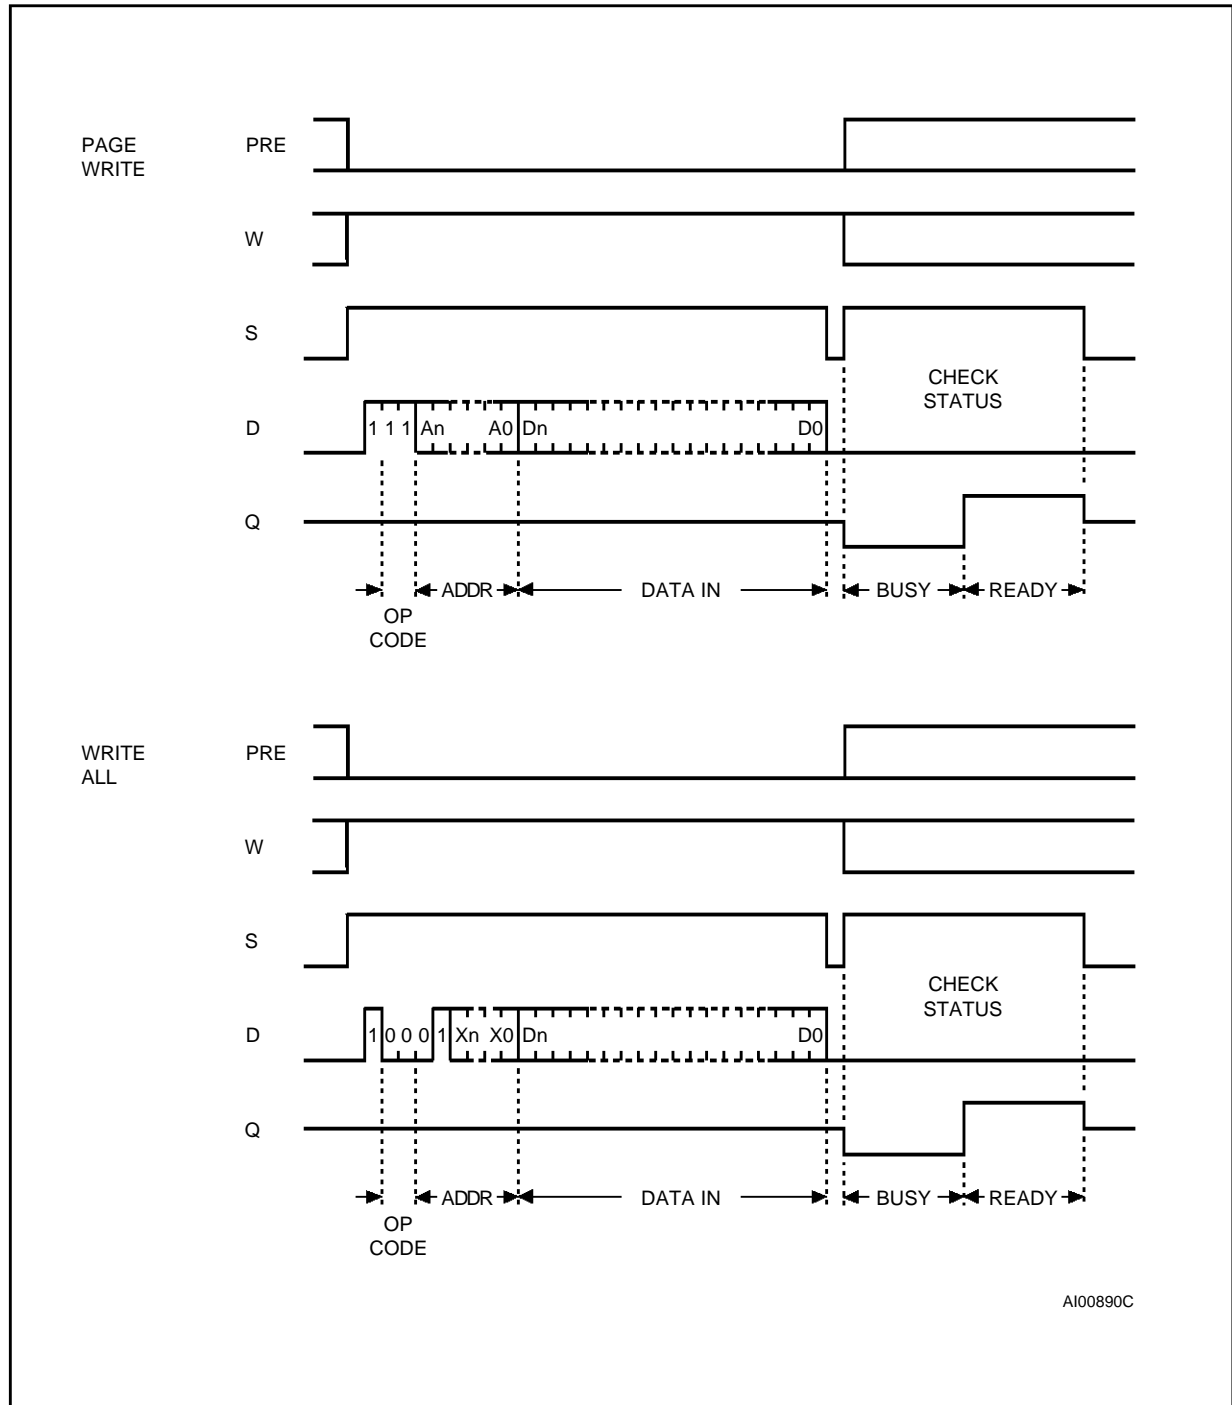 PAGE PRE
WRITE
W
S
CHECK
STATUS
D 1 1 1 An A0 Dn D0
Q
ADDR DATA IN BUSY READY
OP
CODE
WRITE PRE
ALL
W
S
CHECK
STATUS
D 1 0 0 0 1 Xn X0 Dn D0
Q
ADDR DATA IN BUSY READY
OP
CODE
AI00890C